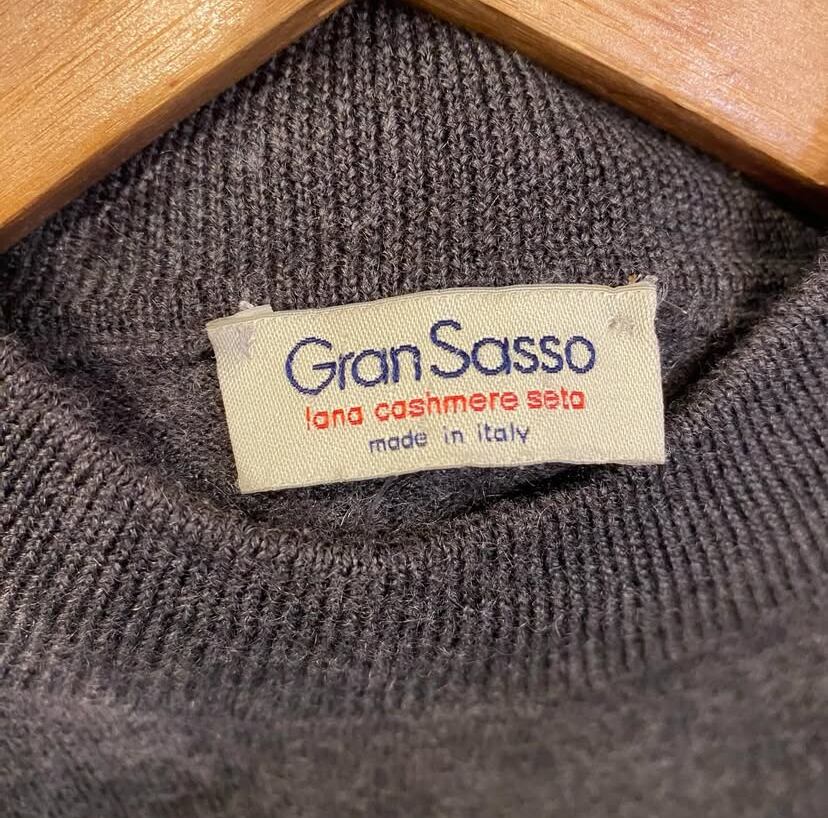 Gran Sasso
lana cashmere seta
made in italy